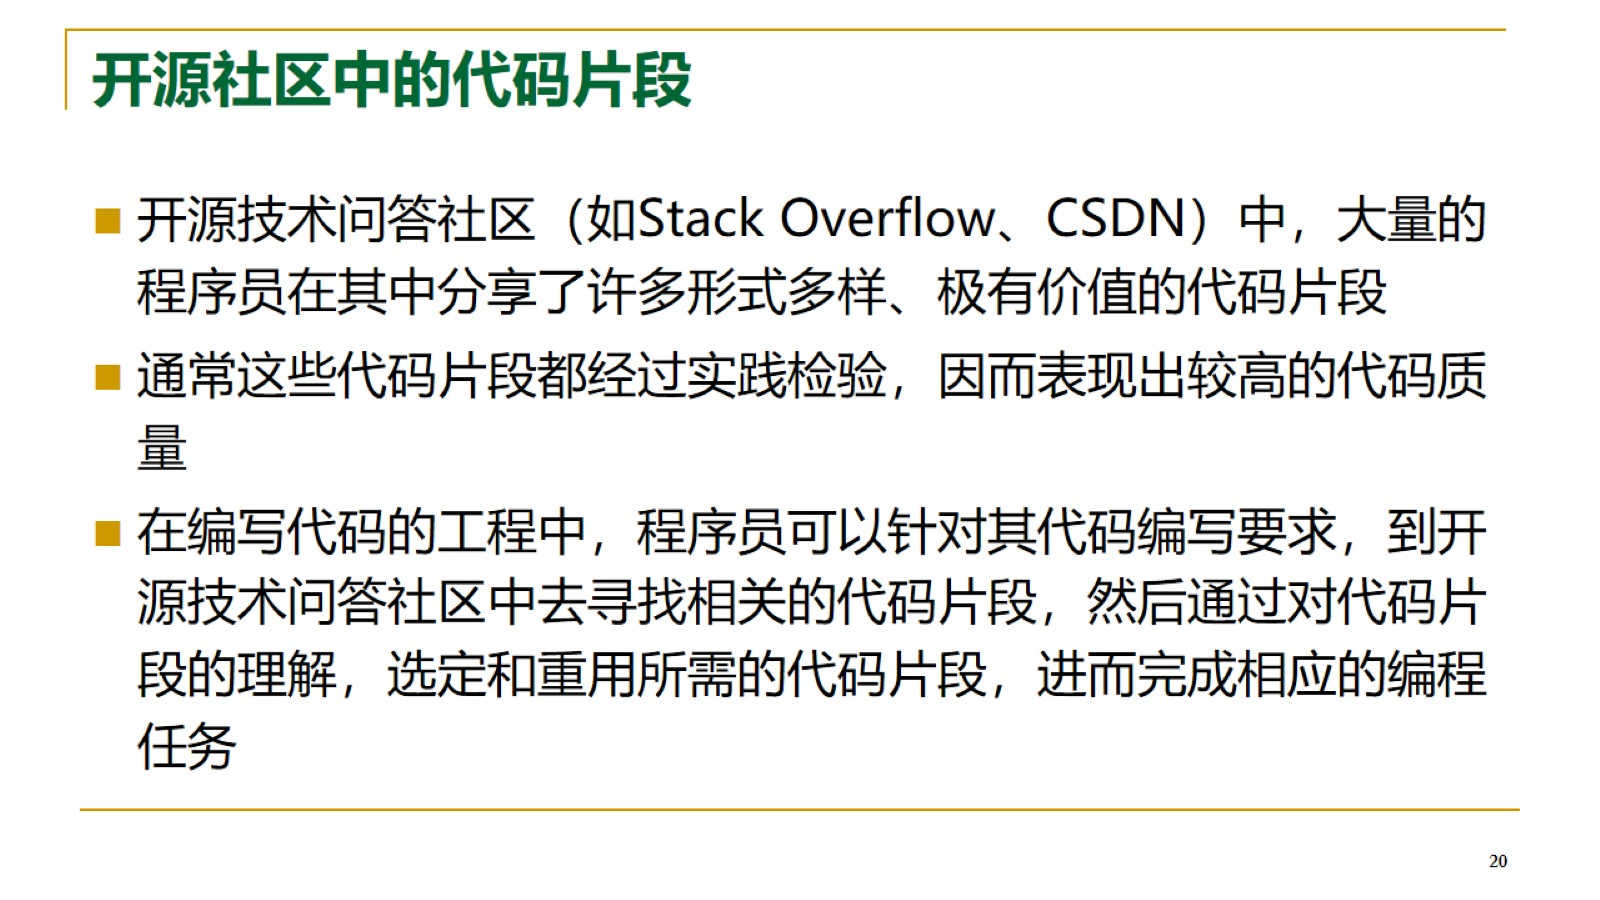 开源社区中的代码片段
开源技术问答社区（如Stack Overflow、CSDN）中，大量的
程序员在其中分享了许多形式多样、极有价值的代码片段
通常这些代码片段都经过实践检验，因而表现出较高的代码质
量
在编写代码的工程中，程序员可以针对其代码编写要求，到开
源技术问答社区中去寻找相关的代码片段，然后通过对代码片
段的理解，选定和重用所需的代码片段，进而完成相应的编程
任务
20